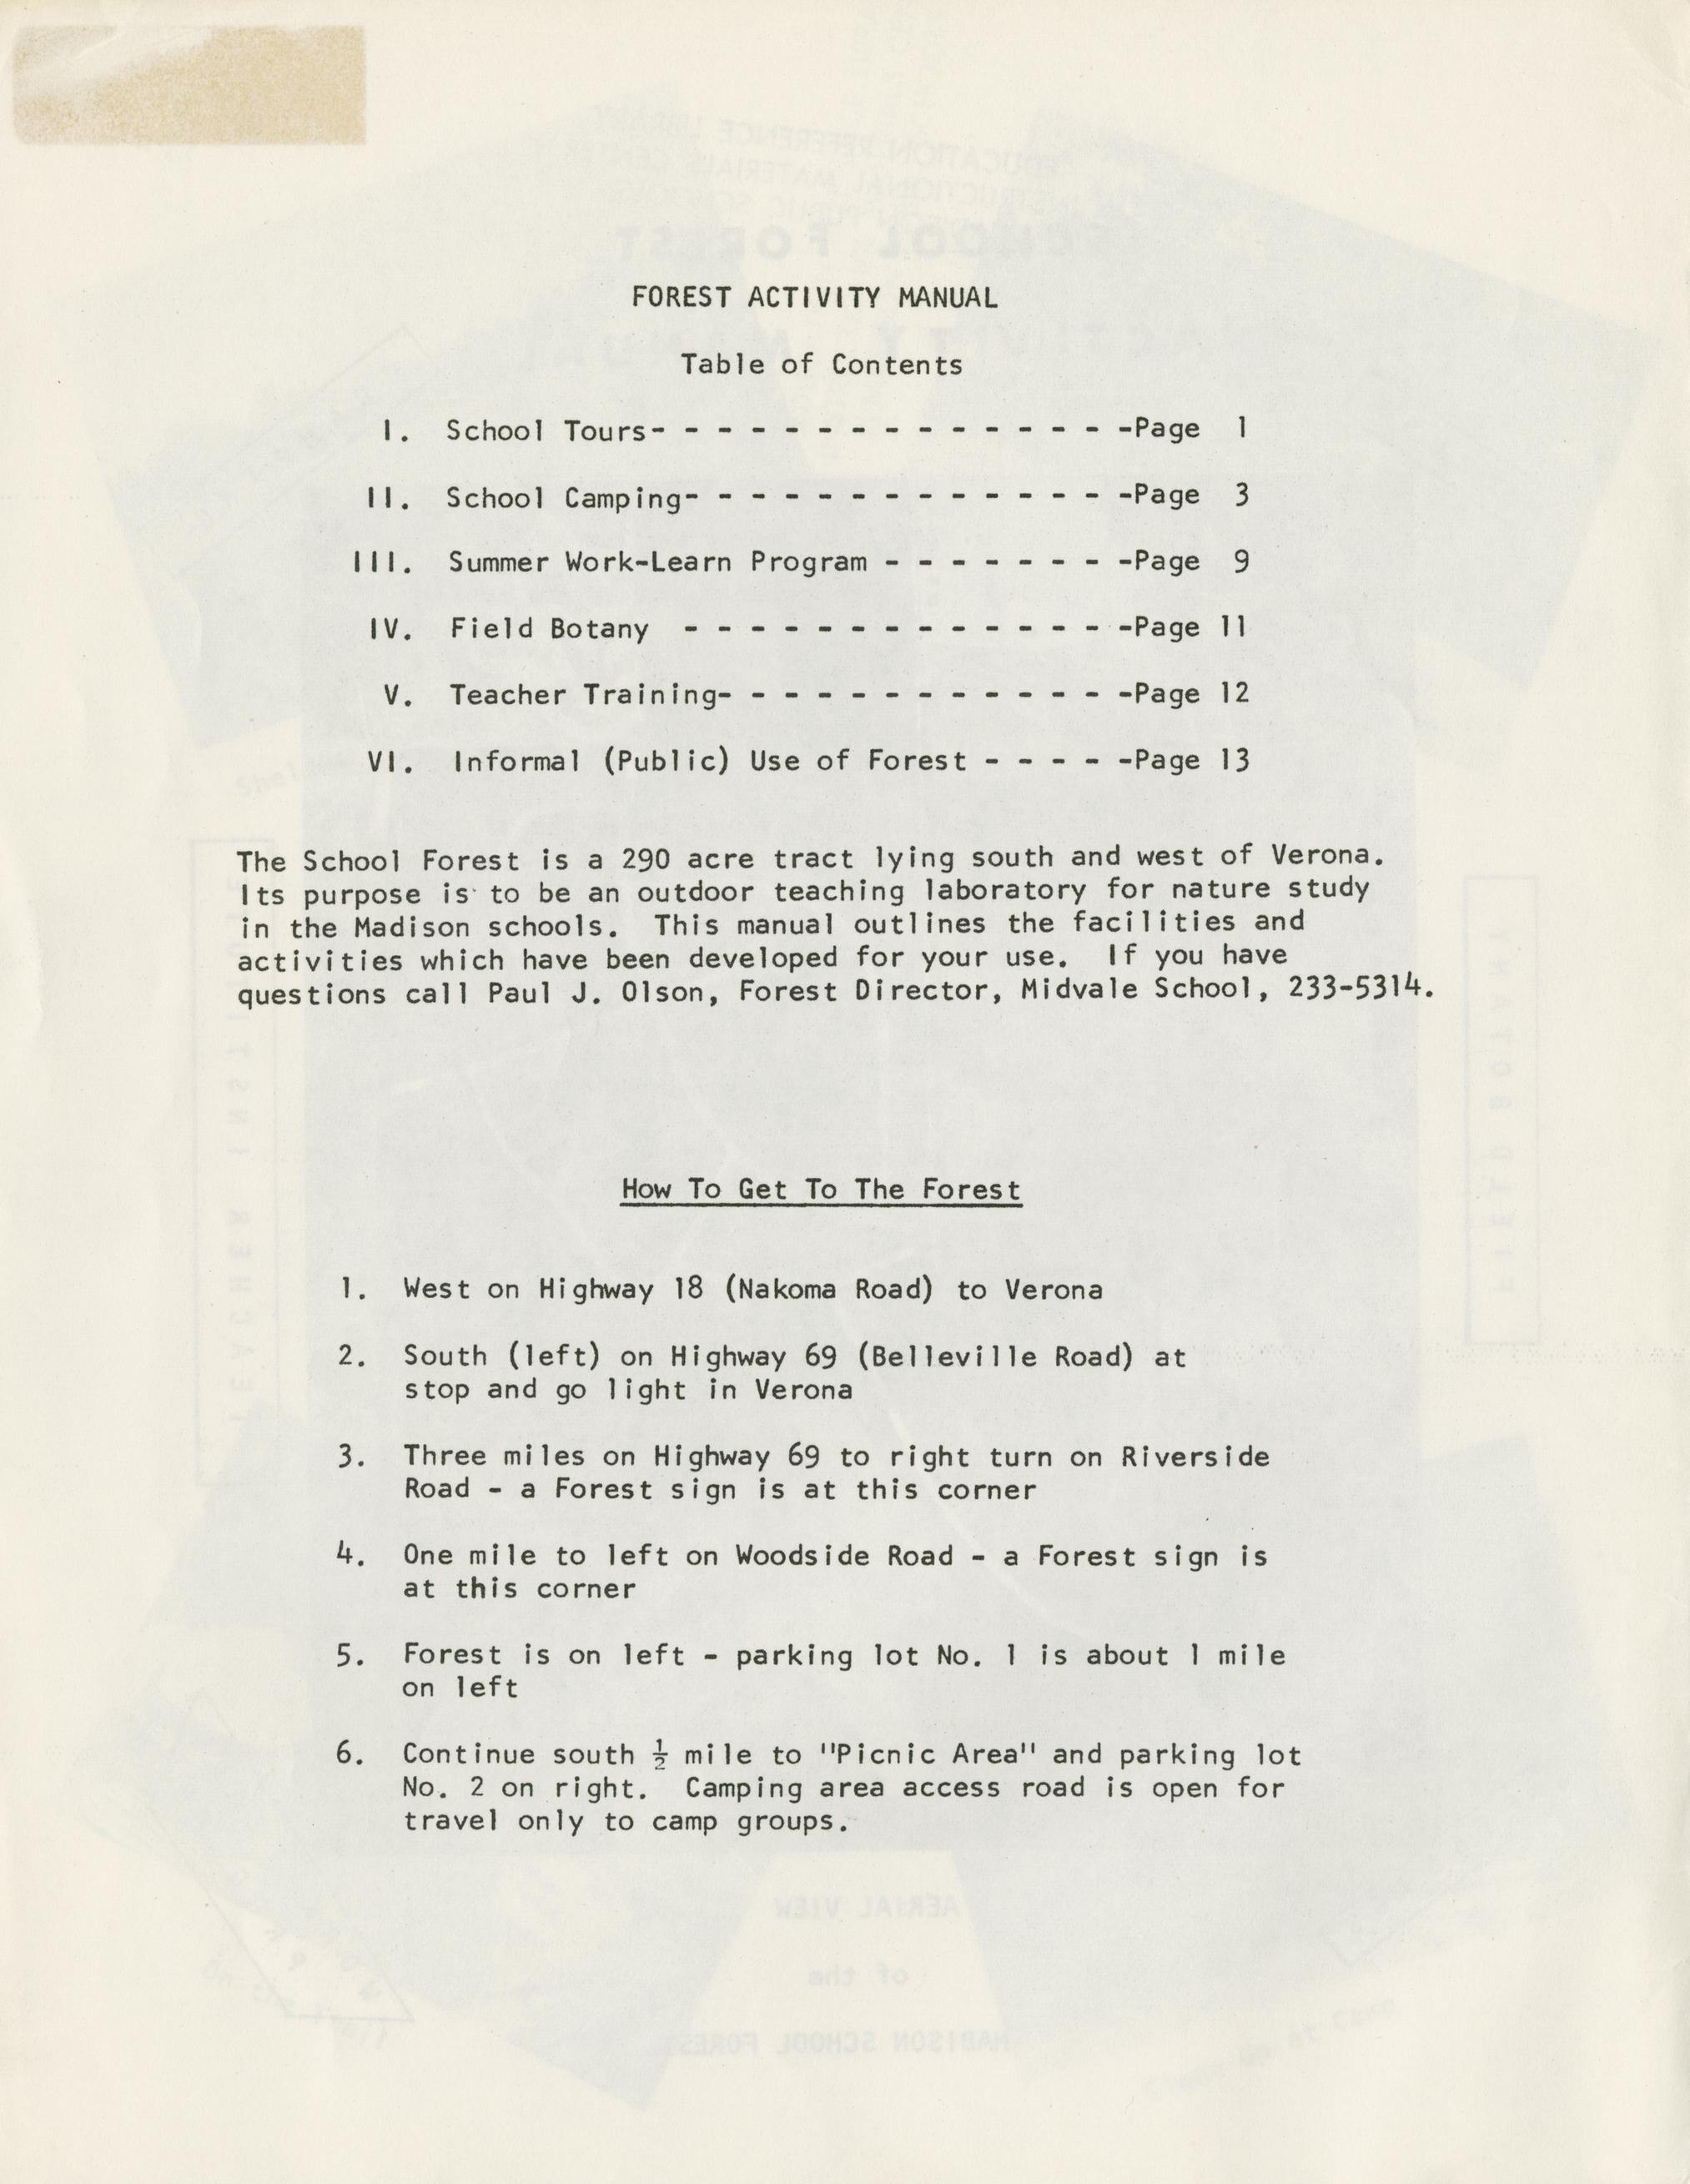 FOREST ACTIVITY MANUAL
Table of Contents
I. School Tours- - - - - - - - - - - - - - -Page 1
II. School Camping- - - - - - - - - - - - - -Page 3
III. Summer Work-Learn Program - - - - - - - -Page 9
IV. Field Botany - - - - - - - - - - - - - -Page 11
V. Teacher Training- - - - - - - - - - - - -Page 12
VI. Informal (Public) Use of Forest - - - - -Page 13
The School Forest is a 290 acre tract lying south and west of Verona.
Its purpose is to be an outdoor teaching laboratory for nature study
in the Madison schools. This manual outlines the facilities and
activities which have been developed for your use. If you have
questions call Paul J. Olson, Forest Director, Midvale School, 233-5314.
How To Get To The Forest
1. West on Highway 18 (Nakoma Road) to Verona
2. South (left) on Highway 69 (Belleville Road) at
stop and go light in Verona
3. Three miles on Highway 69 to right turn on Riverside
Road - a Forest sign is at this corner
4. One mile to left on Woodside Road - a Forest sign is
at this corner
5. Forest is on left - parking lot No. 1 is about 1 mile
on left
6. Continue south ½ mile to "Picnic Area" and parking lot
No. 2 on right. Camping area access road is open for
travel only to camp groups.